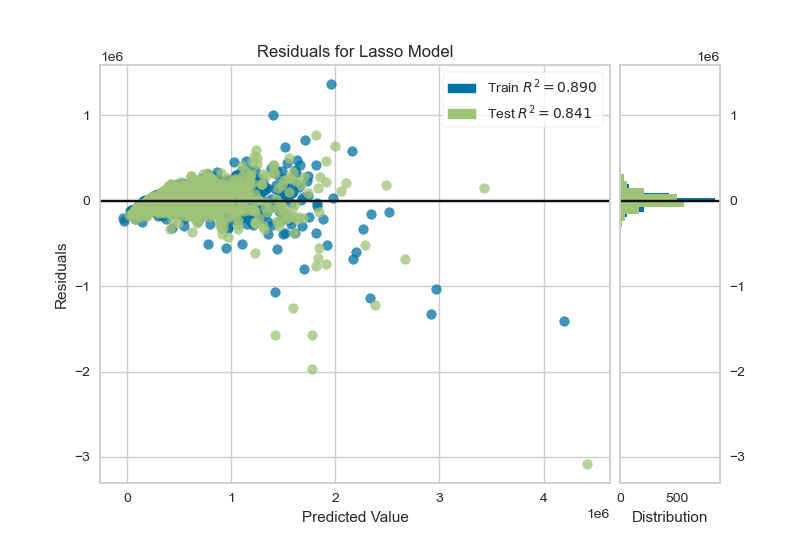 Residuals for Lasso Model
1e6
1e6
Train R² = 0.890
Test R² = 0.841
Residuals
1
0
−1
−2
−3
1
0
−1
−2
−3
0
1
2
3
4
1e6
Predicted Value
0
500
Distribution